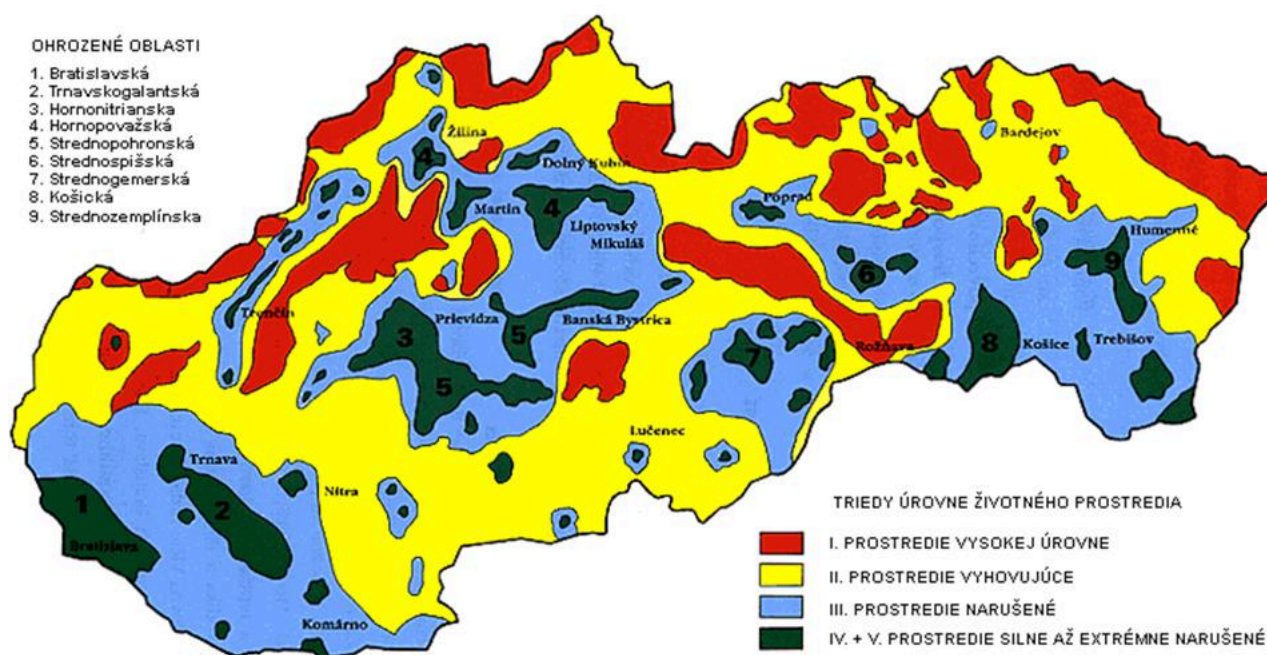 OHROZENÉ OBLASTI
1. Bratislavská
2. Trnavskogalantská
3. Hornonitrianska
4. Hornopovažská
5. Strednopohronská
6. Strednospišská
7. Strednogemerská
8. Košická
9. Strednozemplínska
Žilina
4
Dolný Kubín
Bardejov
Martin
4
Liptovský
Mikuláš
Poprad
Humenné
6
9
Trenčín
3
Prievidza
5
Banská Bystrica
7
Rožňava
8
Košice
Trebišov
5
Lučenec
Trnava
Nitra
1
2
Bratislava
Komárno
TRIEDY ÚROVNE ŽIVOTNÉHO PROSTREDIA
I. PROSTREDIE VYSOKEJ ÚROVNE
II. PROSTREDIE VYHOVUJÚCE
III. PROSTREDIE NARUŠENÉ
IV. + V. PROSTREDIE SILNE AŽ EXTRÉMNE NARUŠENÉ